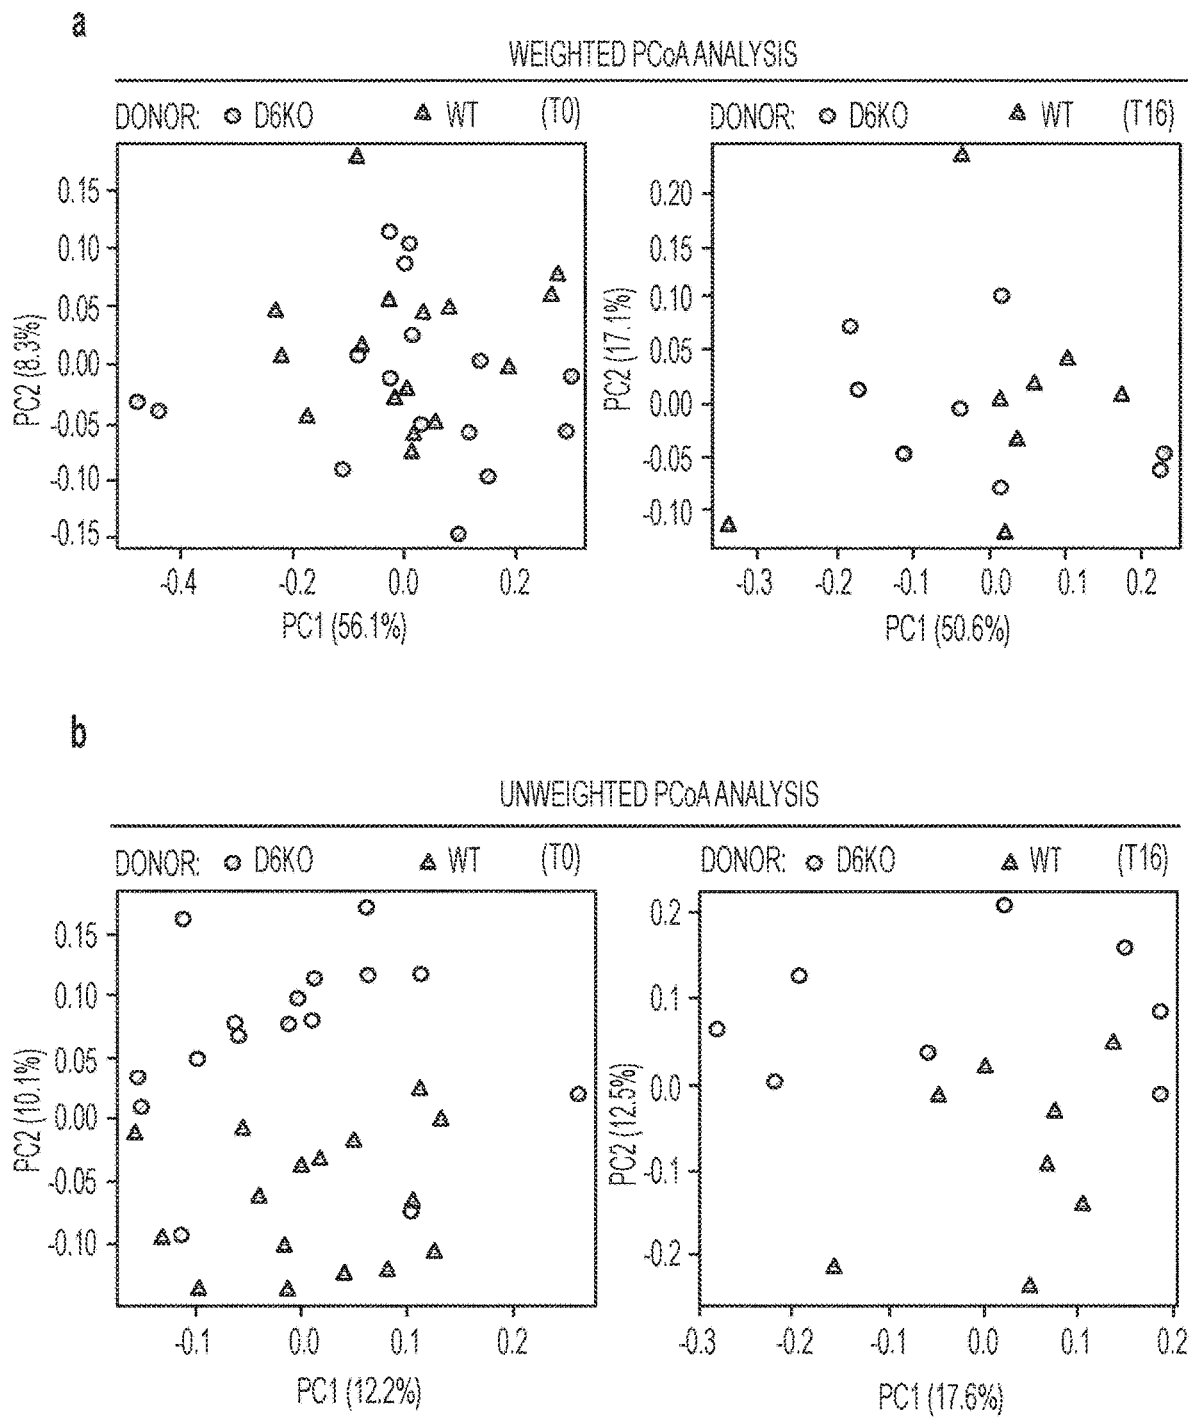 a
WEIGHTED PCoA ANALYSIS
DONOR: D6KO WT (T0)
DONOR: D6KO WT (T16)
0.15
0.10
0.05
0.00
-0.05
-0.10
-0.15
PC2 (8.3%)
-0.4 -0.2 0.0 0.2
PC1 (56.1%)
0.20
0.15
0.10
0.05
0.00
-0.05
-0.10
PC2 (17.1%)
-0.3 -0.2 -0.1 0.0 0.1 0.2
PC1 (50.6%)
b
UNWEIGHTED PCoA ANALYSIS
DONOR: D6KO WT (T0)
DONOR: D6KO WT (T16)
0.15
0.10
0.05
0.00
-0.05
-0.10
PC2 (10.1%)
-0.1 0.0 0.1 0.2
PC1 (12.2%)
0.2
0.1
0.0
-0.1
-0.2
PC2 (12.5%)
-0.3 -0.2 -0.1 0.0 0.1 0.2
PC1 (17.6%)